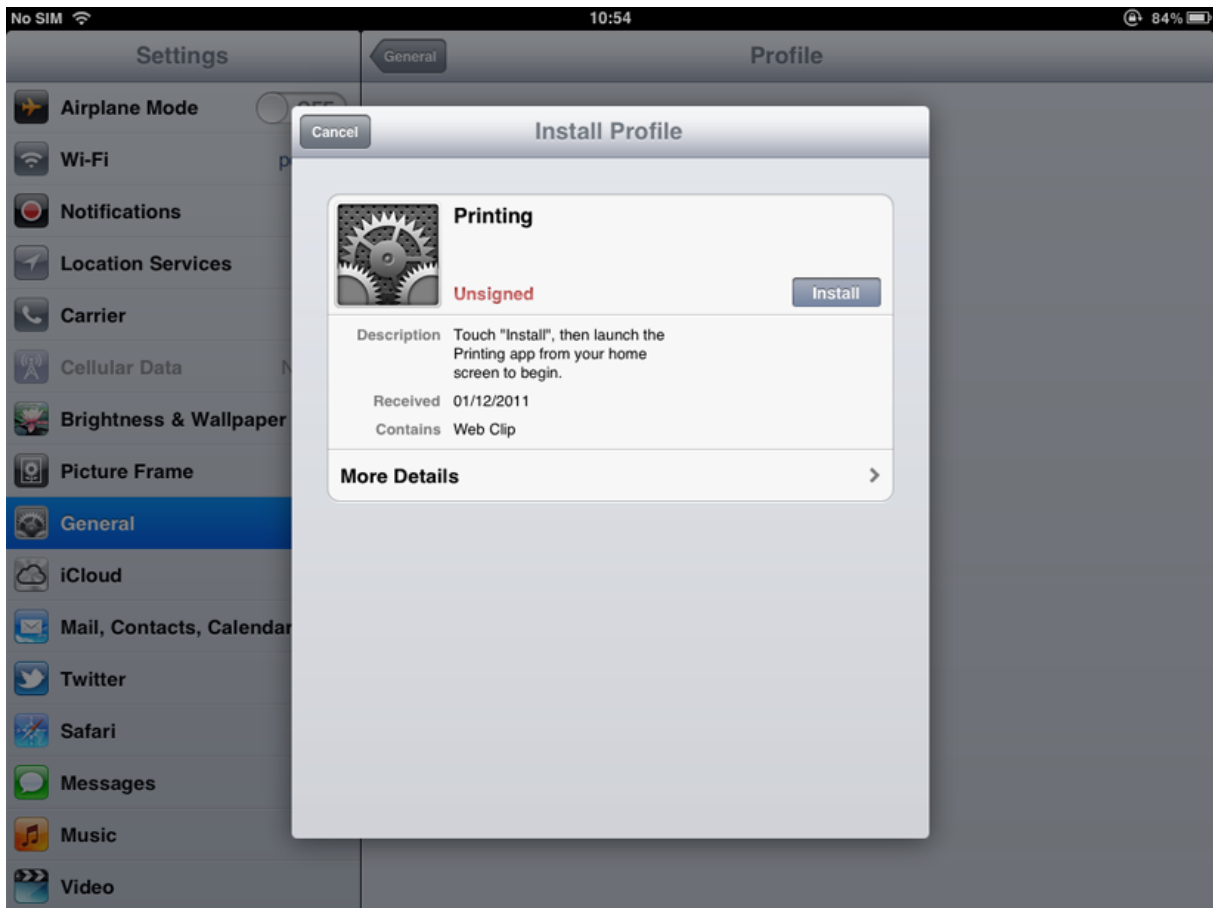 No SIM 10:54 84%
Settings General Profile
Airplane Mode
Wi-Fi
Notifications
Location Services
Carrier
Cellular Data
Brightness & Wallpaper
Picture Frame
General
iCloud
Mail, Contacts, Calendar
Twitter
Safari
Messages
Music
Video
Cancel Install Profile
Printing
Unsigned Install
Description Touch "Install", then launch the
Printing app from your home
screen to begin.
Received 01/12/2011
Contains Web Clip
More Details